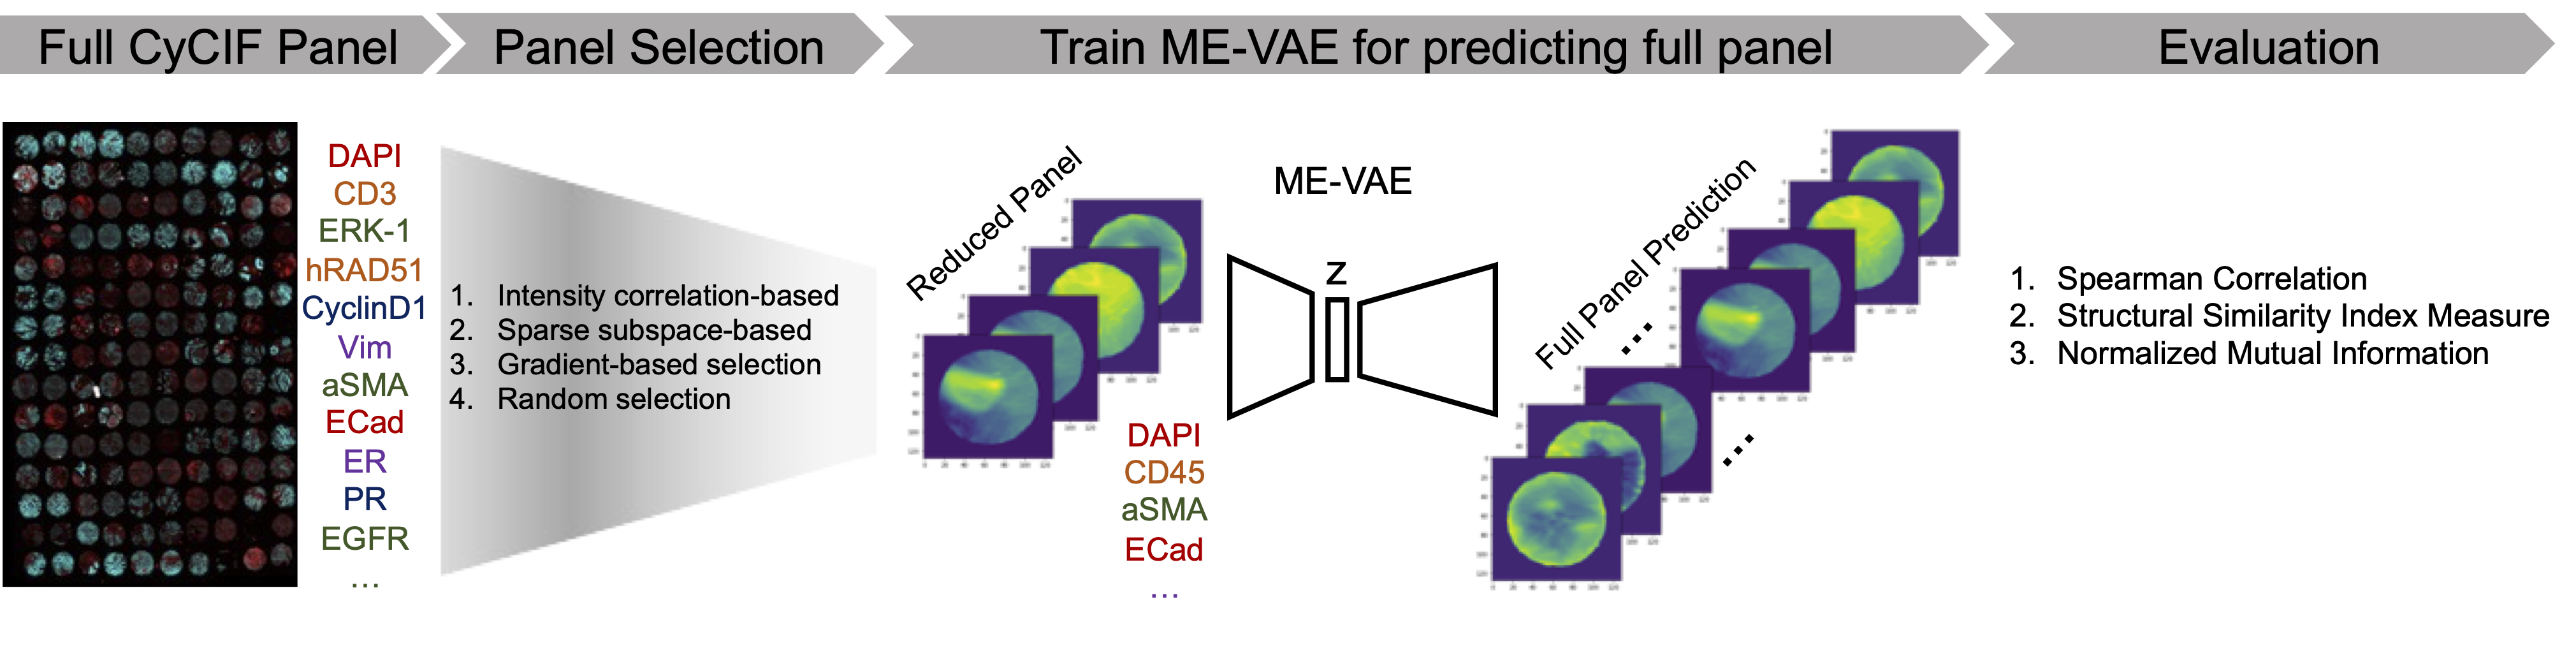 Full CyCIF Panel
Panel Selection
Train ME-VAE for predicting full panel
Evaluation
DAPI
CD3
ERK-1
hRAD51
CyclinD1
Vim
aSMA
ECad
ER
PR
EGFR
...
1. Intensity correlation-based
2. Sparse subspace-based
3. Gradient-based selection
4. Random selection
Reduced Panel
DAPI
CD45
aSMA
ECad
...
ME-VAE
Z
Full Panel Prediction
...
...
1. Spearman Correlation
2. Structural Similarity Index Measure
3. Normalized Mutual Information